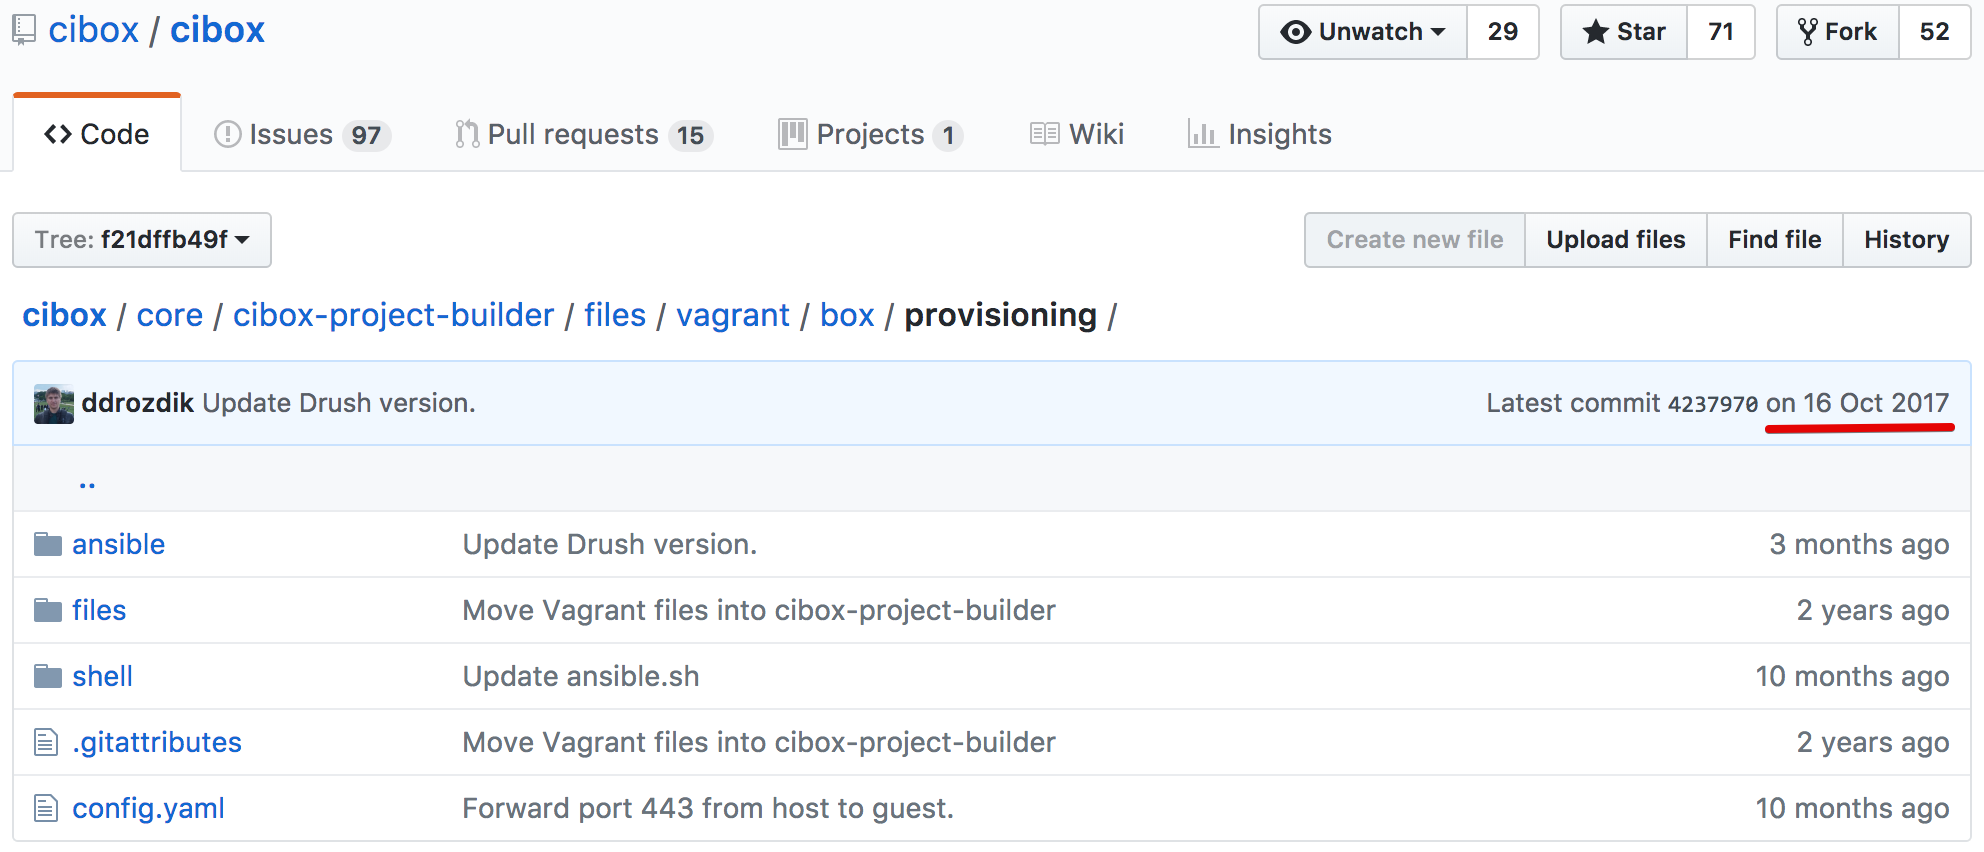 cibox / cibox Unwatch 29 Star 71 Fork 52
Code Issues 97 Pull requests 15 Projects 1 Wiki Insights
Tree: f21dffb49f Create new file Upload files Find file History
cibox / core / cibox-project-builder / files / vagrant / box / provisioning /
ddrozdik Update Drush version. Latest commit 4237970 on 16 Oct 2017
..
ansible Update Drush version. 3 months ago
files Move Vagrant files into cibox-project-builder 2 years ago
shell Update ansible.sh 10 months ago
.gitattributes Move Vagrant files into cibox-project-builder 2 years ago
config.yaml Forward port 443 from host to guest. 10 months ago